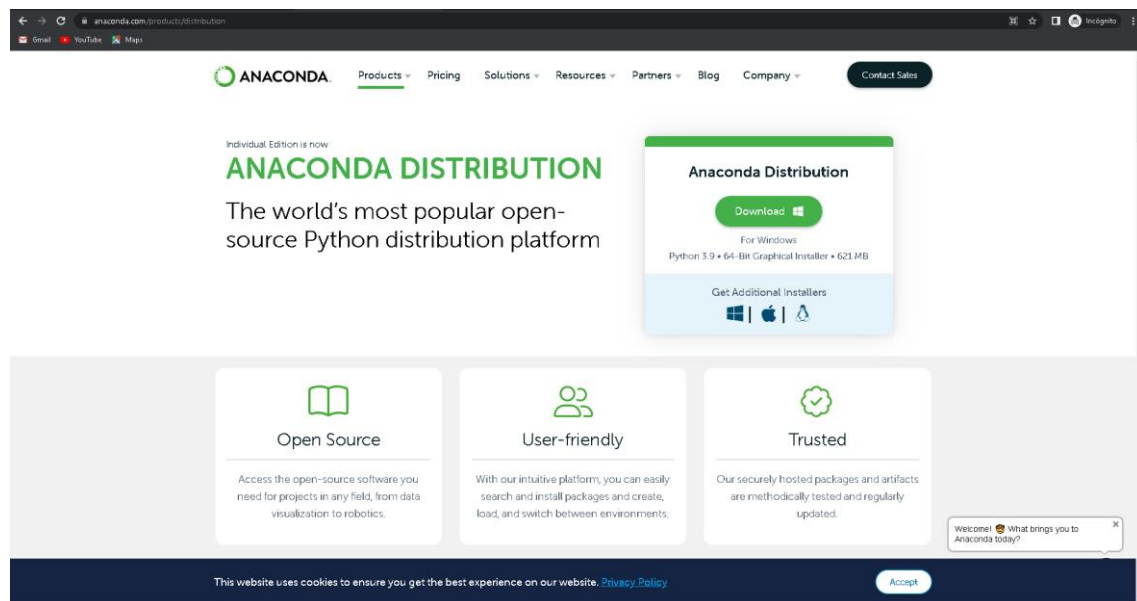 anaconda.com/products/distribution
Incógnito
Gmail YouTube Maps
ANACONDA.
Products Pricing Solutions Resources Partners Blog Company Contact Sales
Individual Edition is now
ANACONDA DISTRIBUTION
The world's most popular open-
source Python distribution platform
Anaconda Distribution
Download
For Windows
Python 3.9 • 64-Bit Graphical Installer • 621 MB
Get Additional Installers
| |
Open Source
Access the open-source software you
need for projects in any field, from data
visualization to robotics.
User-friendly
With our intuitive platform, you can easily
search and install packages and create,
load, and switch between environments.
Trusted
Our securely hosted packages and artifacts
are methodically tested and regularly
updated.
Welcome! 🤠 What brings you to
Anaconda today?
This website uses cookies to ensure you get the best experience on our website. Privacy Policy
Accept